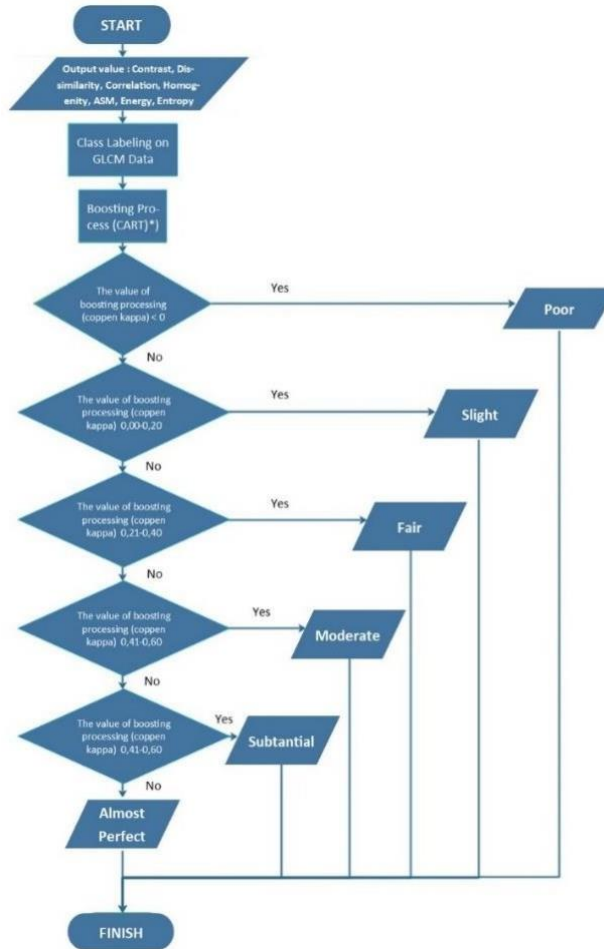 START
Output value : Contrast, Dis-
similarity, Correlation, Homog-
enity, ASM, Energy, Entropy
Class Labeling on
GLCM Data
Boosting Pro-
cess (CART)*)
The value of
boosting processing
(coppen kappa) < 0
Yes
Poor
No
The value of boosting
processing (coppen
kappa) 0,00-0,20
Yes
Slight
No
The value of boosting
processing (coppen
kappa) 0,21-0,40
Yes
Fair
No
The value of boosting
processing (coppen
kappa) 0,41-0,60
Yes
Moderate
No
The value of boosting
processing (coppen
kappa) 0,41-0,60
Yes
Subtantial
No
Almost
Perfect
FINISH